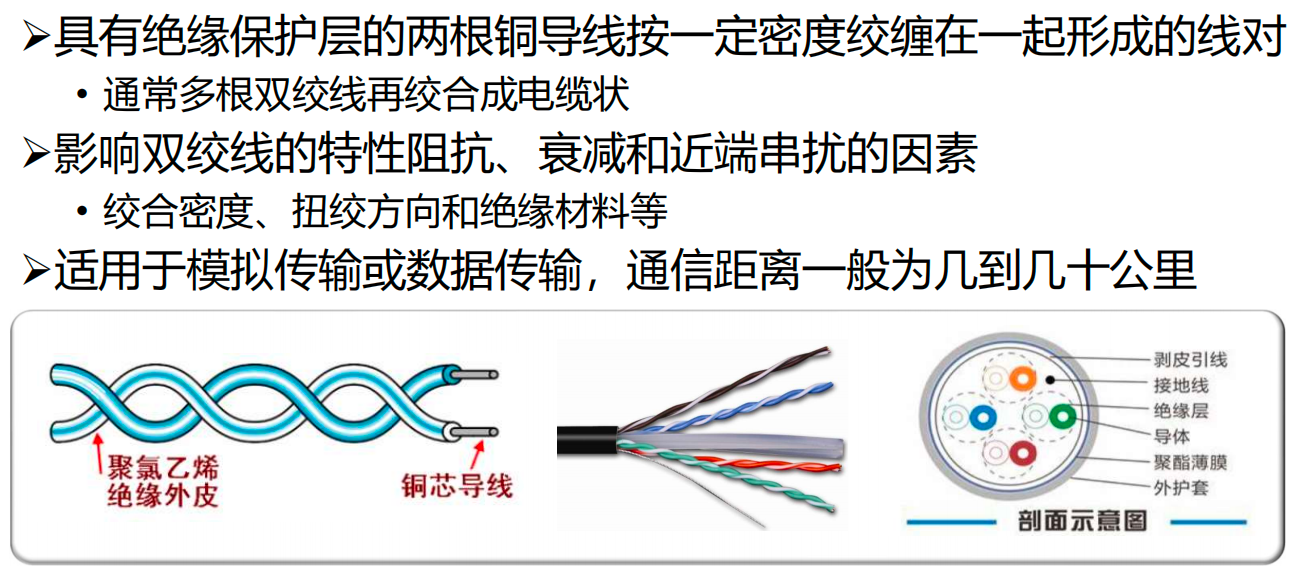 ➢具有绝缘保护层的两根铜导线按一定密度绞缠在一起形成的线对
• 通常多根双绞线再绞合成电缆状
➢影响双绞线的特性阻抗、衰减和近端串扰的因素
• 绞合密度、扭绞方向和绝缘材料等
➢适用于模拟传输或数据传输，通信距离一般为几到几十公里
聚氯乙烯
绝缘外皮
铜芯导线
剥皮引线
接地线
绝缘层
导体
聚酯薄膜
外护套
剖面示意图